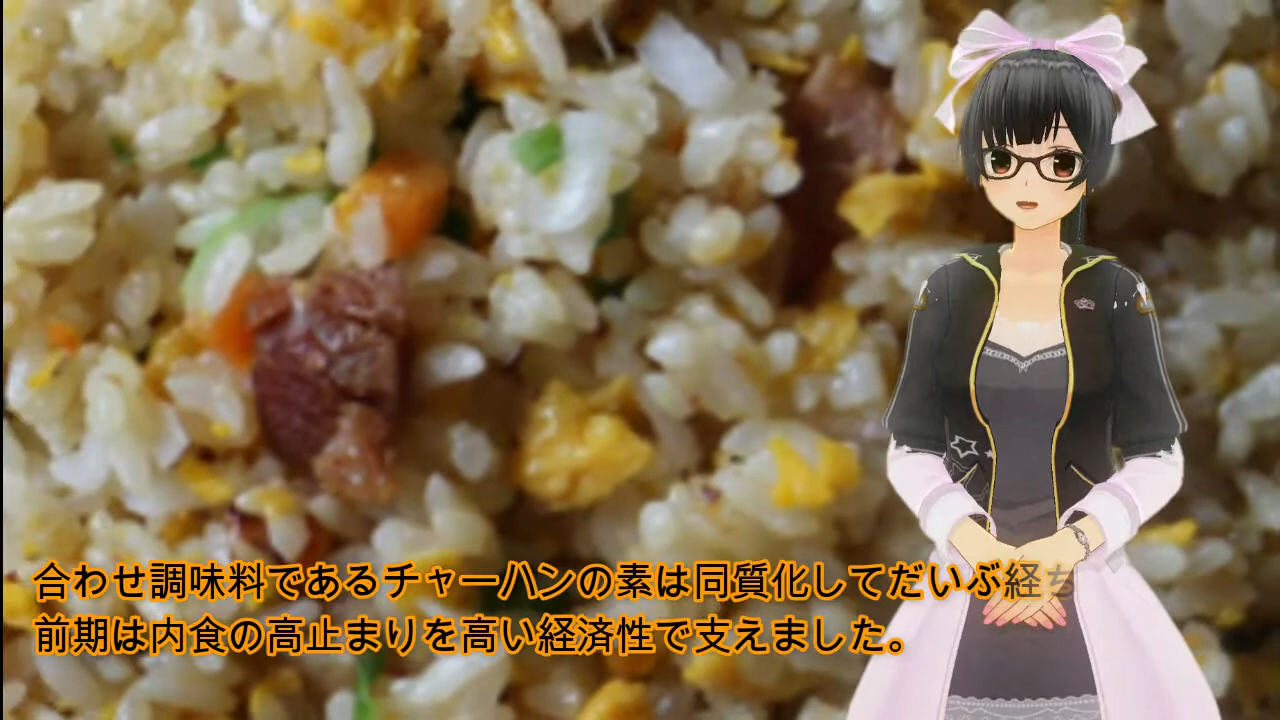 合わせ調味料であるチャーハンの素は同質化してだいぶ経ち
前期は内食の高止まりを高い経済性で支えました。